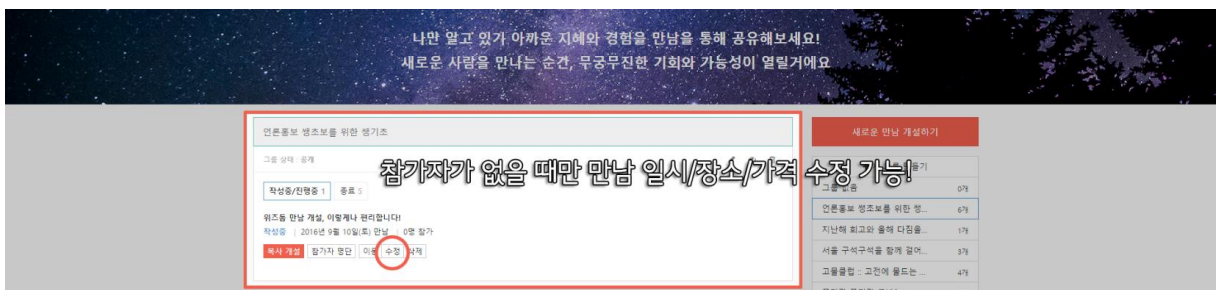 나만 알고 있기 아까운 지혜와 경험을 만남을 통해 공유해보세요!
새로운 사람을 만나는 순간, 무궁무진한 기회와 가능성이 열릴거에요
언론홍보 쌩초보를 위한 쌩기초
그룹 상태 : 공개
참가자가 없을 때만 만남 일시/장소/가격 수정 가능!
작성중/진행중 1 종료 5
위즈돔 만남 개설, 이렇게나 편리합니다!
작성중 | 2016년 9월 10일(토) 만남 | 0명 참가
복사 개설 참가자 명단 이동 수정 삭제
새로운 만남 개설하기
그룹 없음 0개
언론홍보 쌩초보를 위한 쌩... 6개
지난해 회고와 올해 다짐을... 1개
서울 구석구석을 함께 걸어... 3개
고물클럽 :: 고전에 물드는 ... 4개